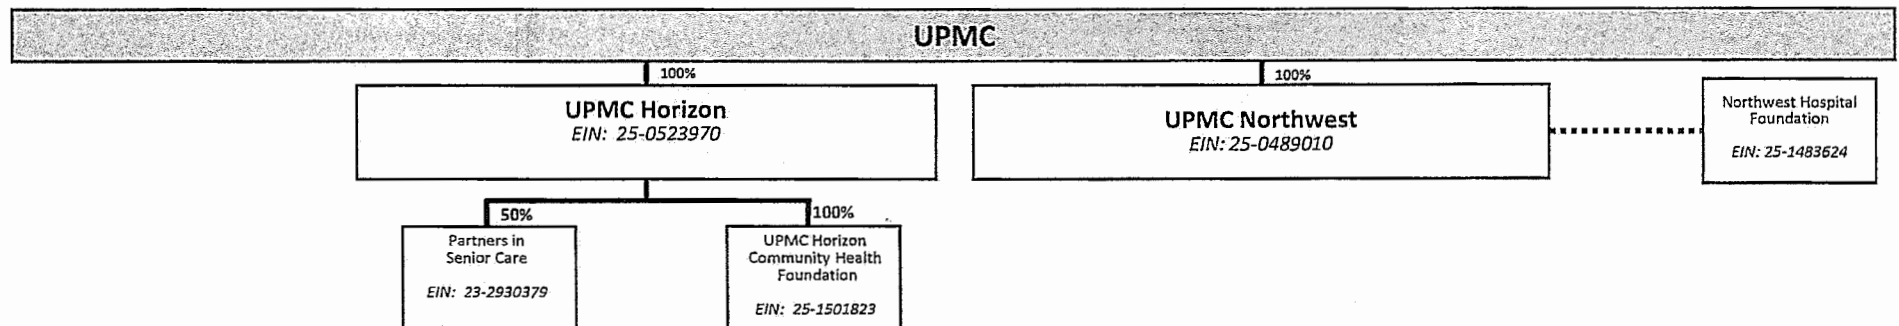 UPMC
100%
100%
UPMC Horizon
EIN: 25-0523970
UPMC Northwest
EIN: 25-0489010
Northwest Hospital
Foundation
EIN: 25-1483624
50%
100%
Partners in
Senior Care
EIN: 23-2930379
UPMC Horizon
Community Health
Foundation
EIN: 25-1501823